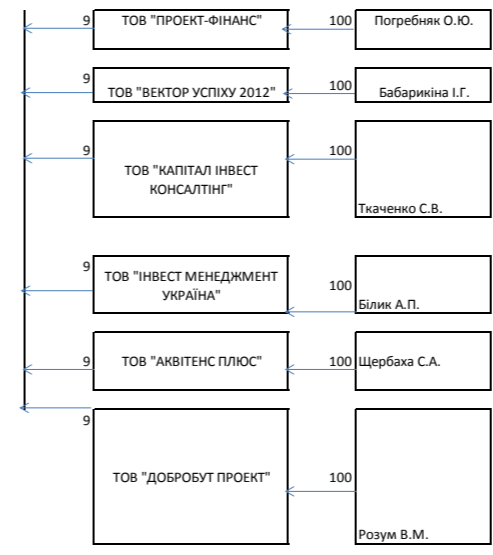 9 ТОВ "ПРОЕКТ-ФІНАНС" 100 Погребняк О.Ю.
9 ТОВ "ВЕКТОР УСПІХУ 2012" 100 Бабарикіна І.Г.
9 100
ТОВ "КАПІТАЛ ІНВЕСТ
КОНСАЛТІНГ"
Ткаченко С.В.
9 ТОВ "ІНВЕСТ МЕНЕДЖМЕНТ
УКРАЇНА"
100
Білик А.П.
9 ТОВ "АКВІТЕНС ПЛЮС" 100 Щербаха С.А.
9
ТОВ "ДОБРОБУТ ПРОЕКТ" 100
Розум В.М.